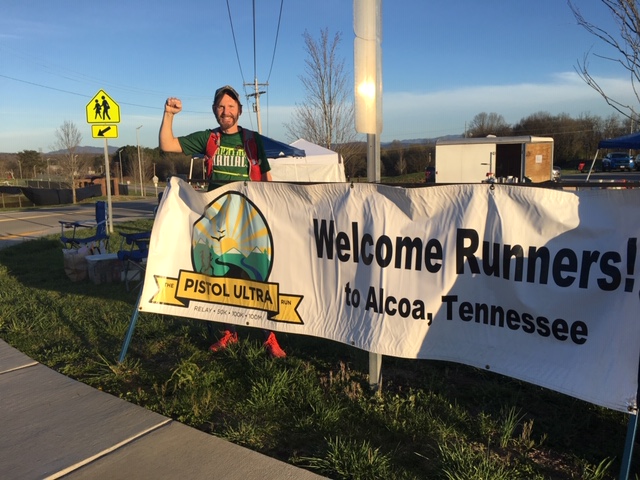 Welcome Runners!
to Alcoa, Tennessee
THE PISTOL ULTRA RUN
RELAY • 50K • 100K • 100M